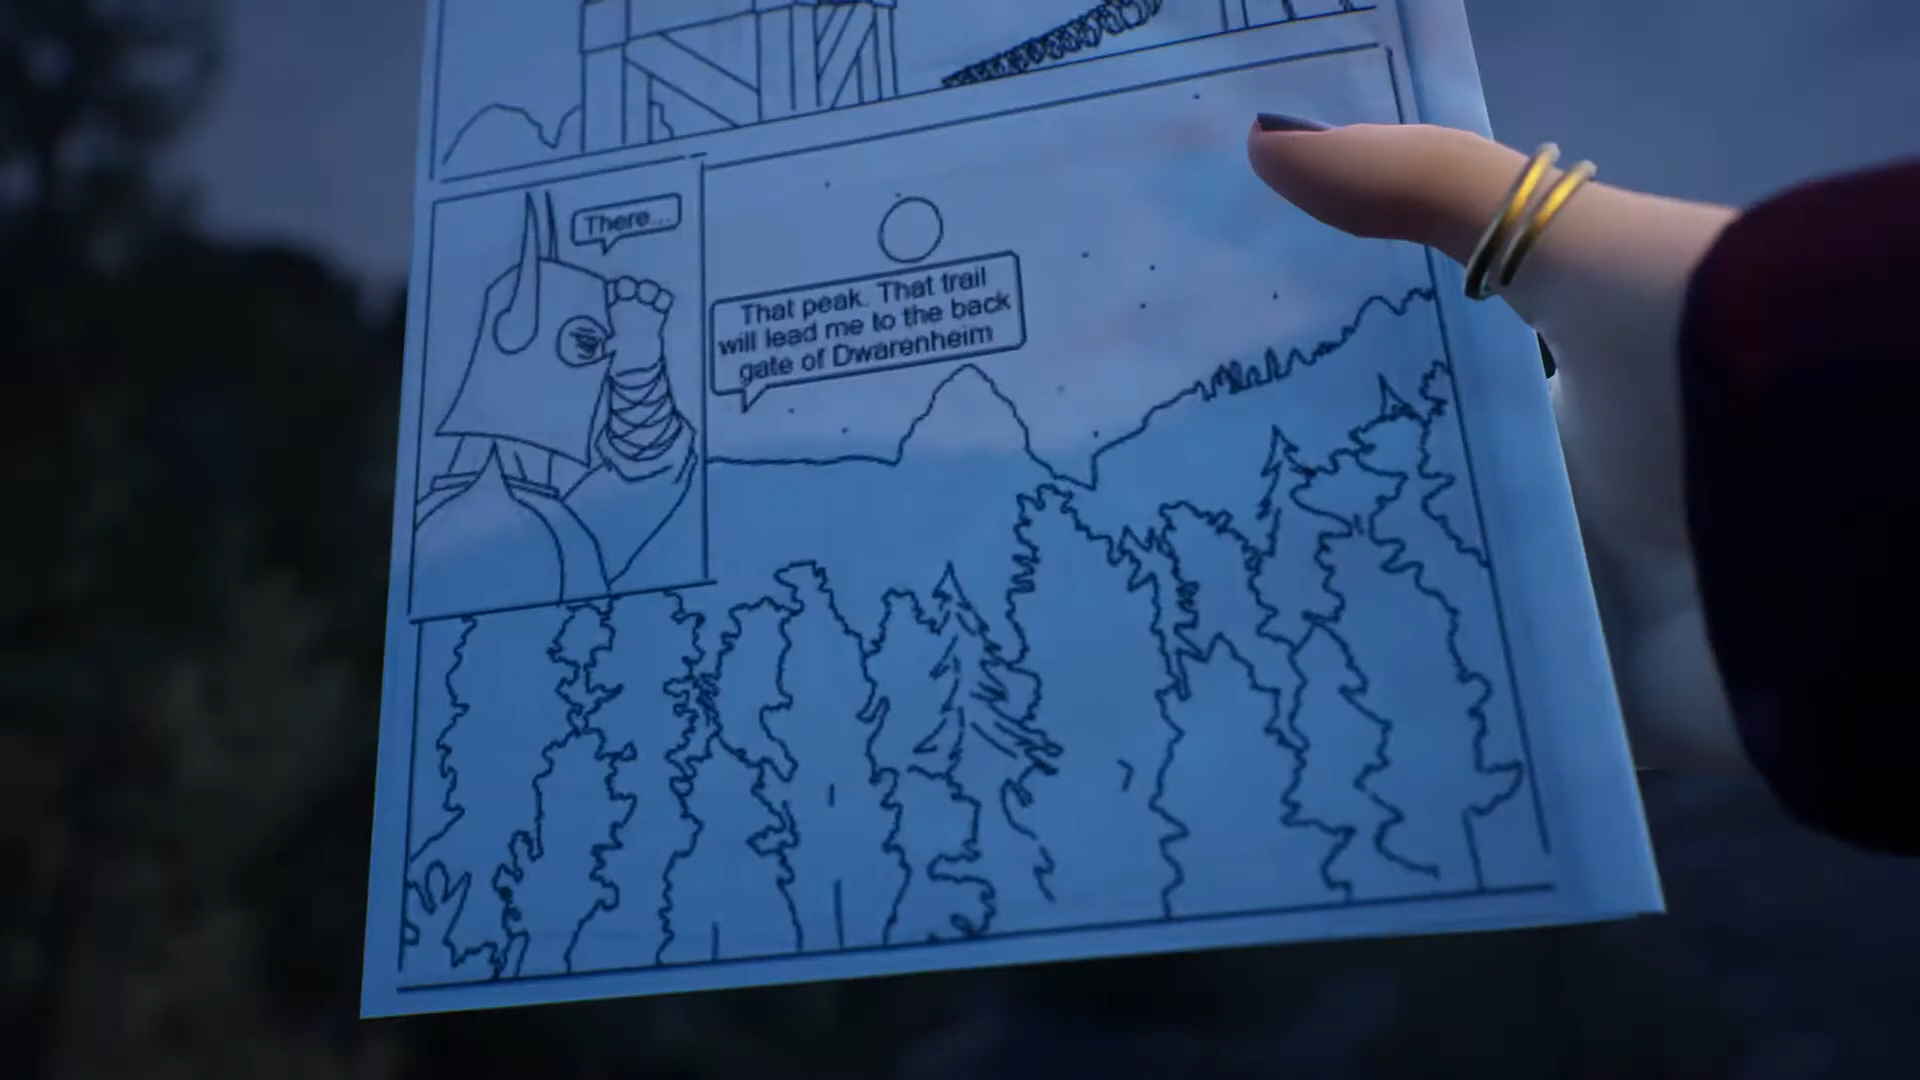 There...
That peak. That trail
will lead me to the back
gate of Dwarenheim